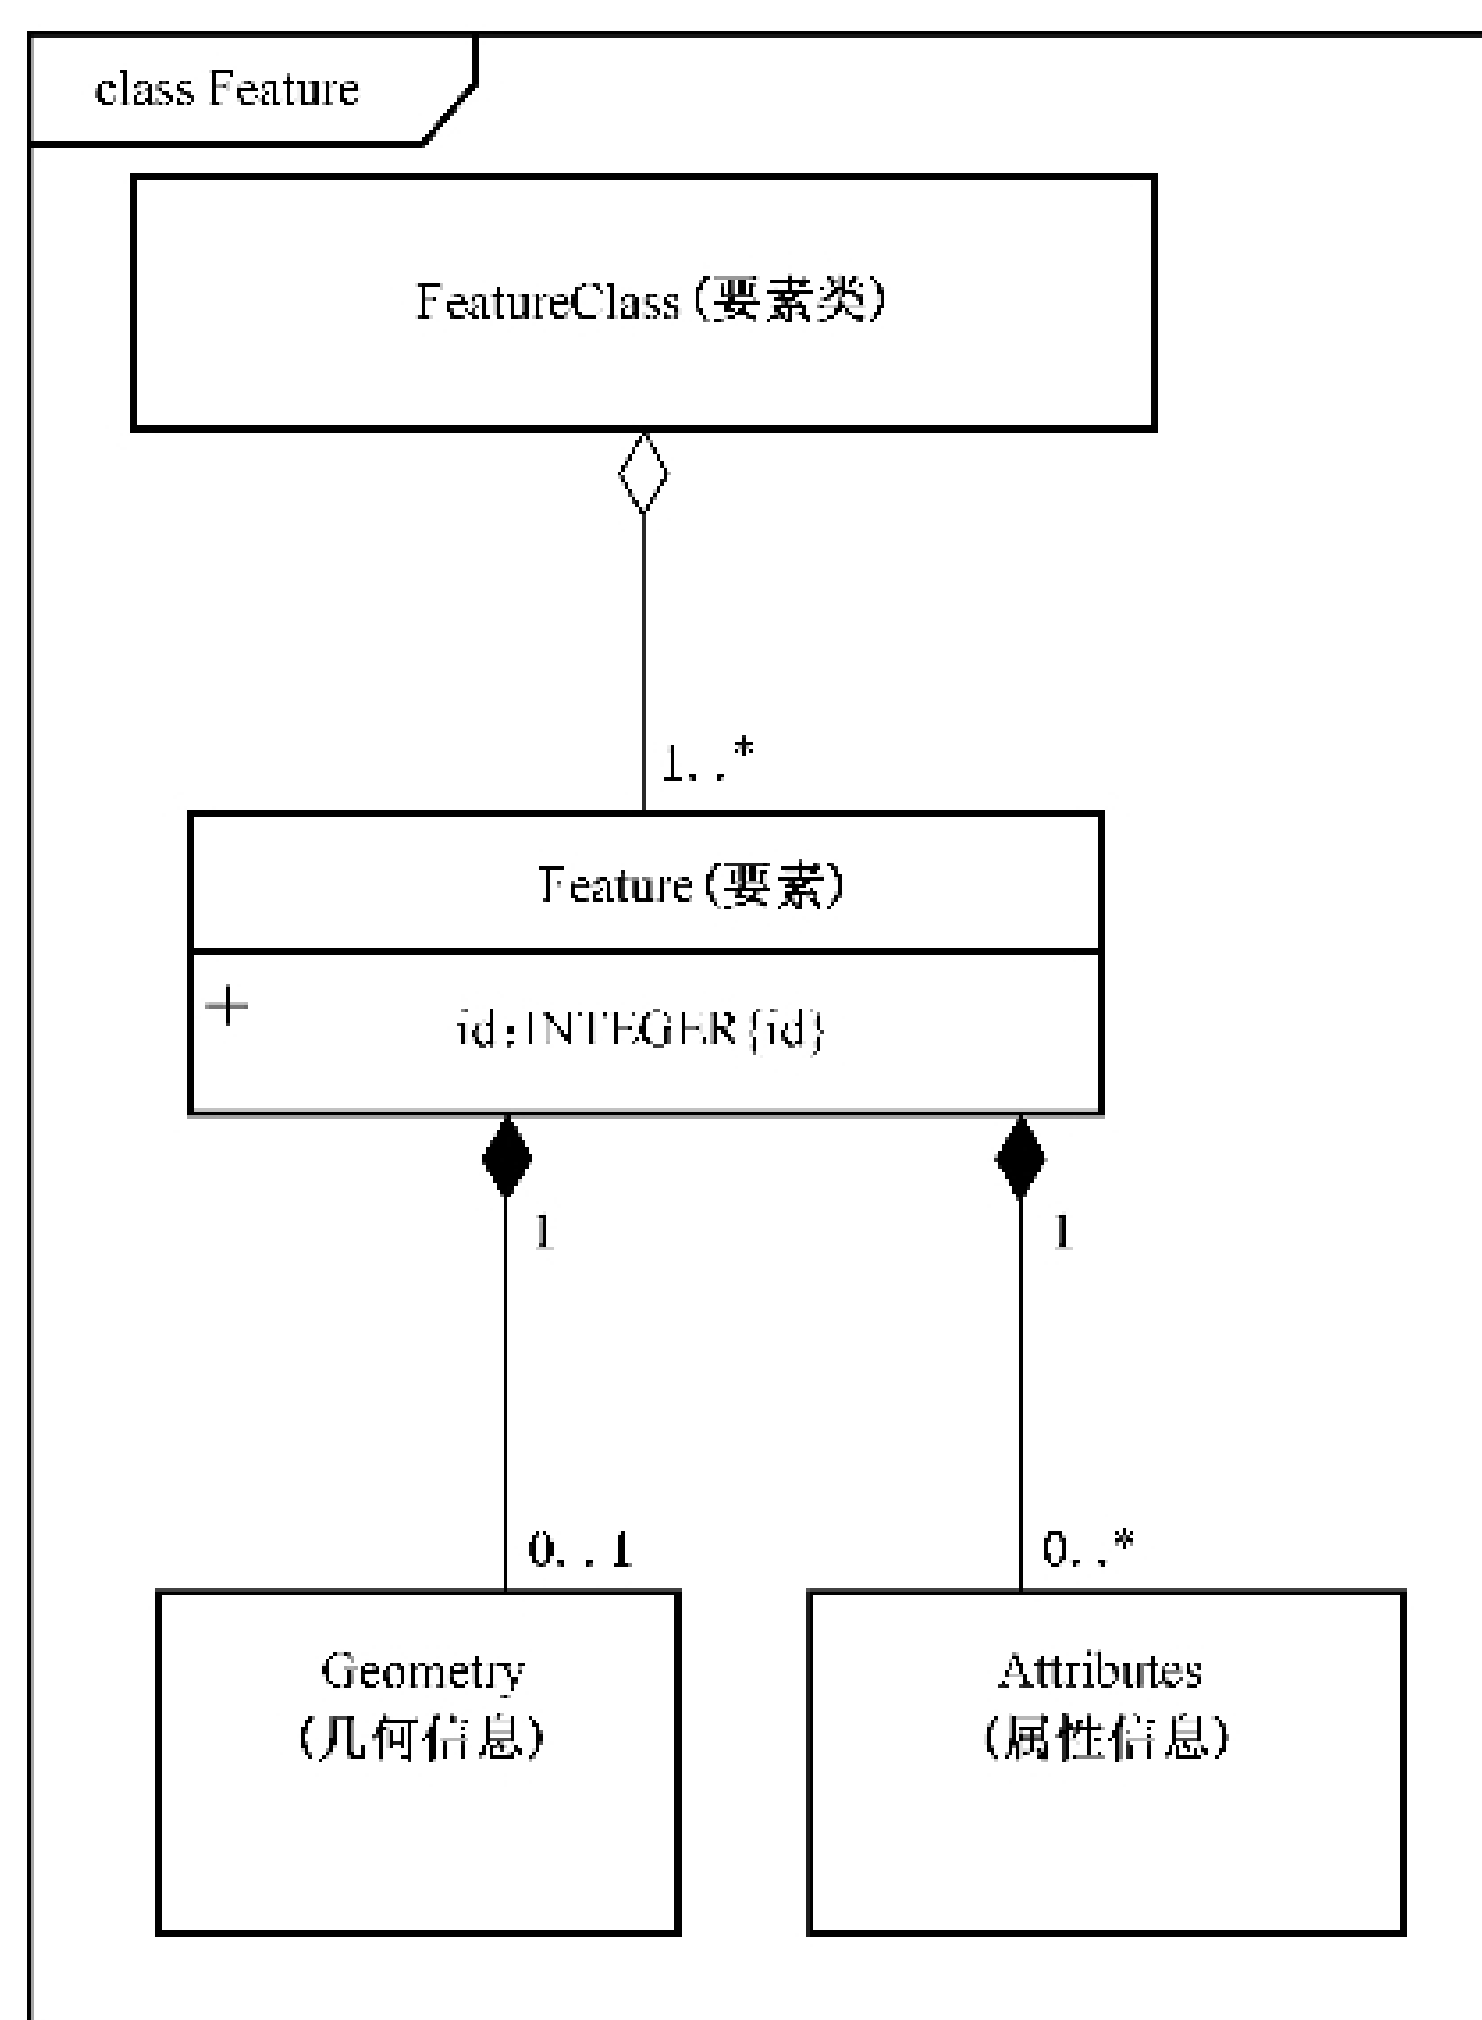 class Feature
FeatureClass(要素类)
1..*
Feature(要素)
+ id:INTEGER{id}
1
1
0..1
0..*
Geometry
(几何信息)
Attributes
(属性信息)